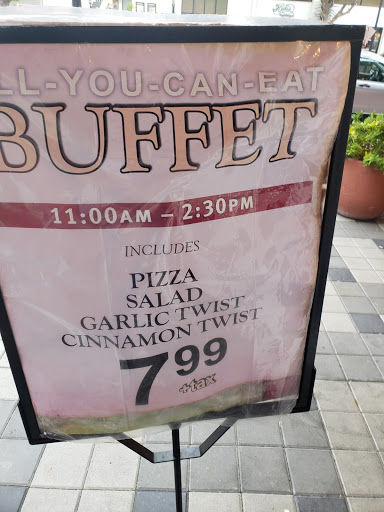 LL-YOU-CAN-EAT
BUFFET
11:00AM – 2:30PM
INCLUDES
PIZZA
SALAD
GARLIC TWIST
CINNAMON TWIST
7.99
+tax